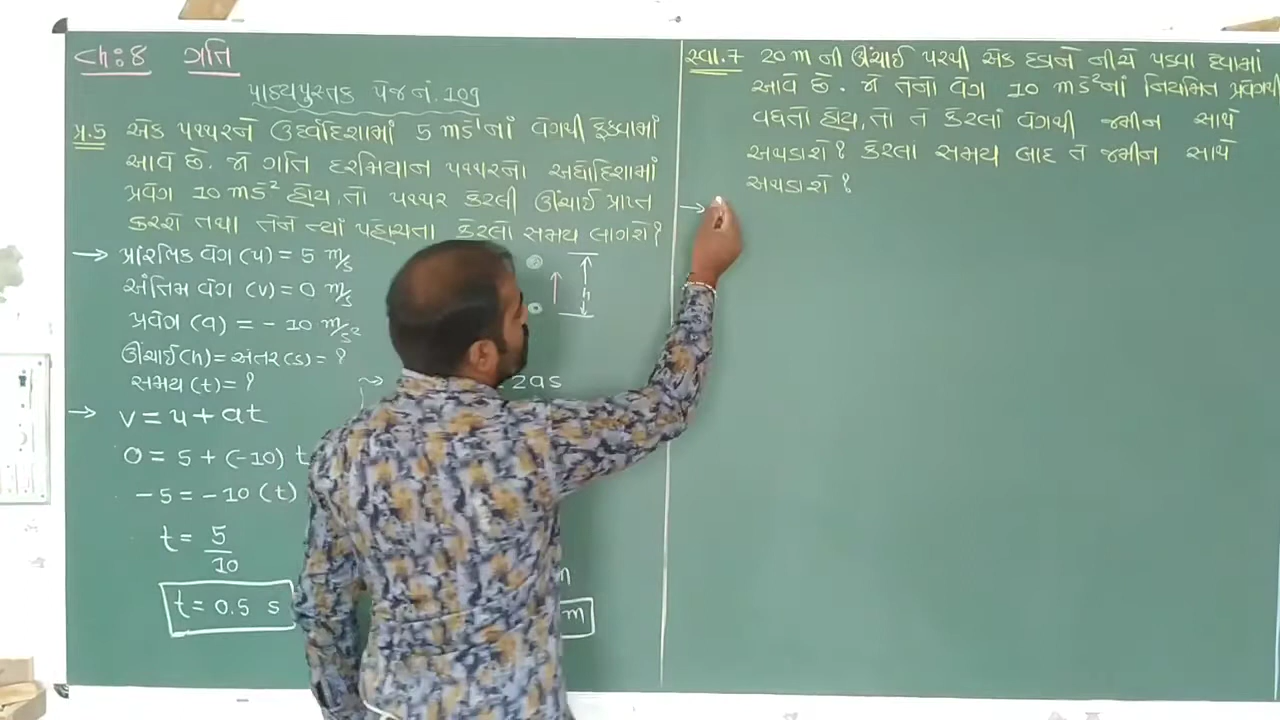 Ch:8 ગતિ
પાઠ્યપુસ્તક પેજ નં. 109
પ્ર.5 એક પથ્થરને ઉર્ધ્વદિશામાં 5 ms⁻¹નાં વેગથી ફેંકવામાં
આવે છે. જો ગતિ દરમિયાન પથ્થરનો અધોદિશામાં
પ્રવેગ 10 ms⁻² હોય, તો પથ્થર કેટલી ઊંચાઈ પ્રાપ્ત
કરશે તથા તેને ત્યાં પહોંચતા કેટલો સમય લાગશે?
→ પ્રારંભિક વેગ (u) = 5 m/s
અંતિમ વેગ (v) = 0 m/s
પ્રવેગ (a) = - 10 m/s²
ઊંચાઈ(h) = અંતર(s) = ?
સમય (t) = ?
h
→ v = u + at
0 = 5 + (-10) t
-5 = -10 (t)
t = 5/10
t = 0.5 s
2as
m
m
સ્વા.7 20 m ની ઊંચાઈ પરથી એક દડાને નીચે પડવા દેવામાં
આવે છે. જો તેનો વેગ 10 ms⁻²નાં નિયમિત પ્રવેગથી
વધતો હોય, તો તે કેટલાં વેગથી જમીન સાથે
અથડાશે? કેટલા સમય બાદ તે જમીન સાથે
અથડાશે?
→